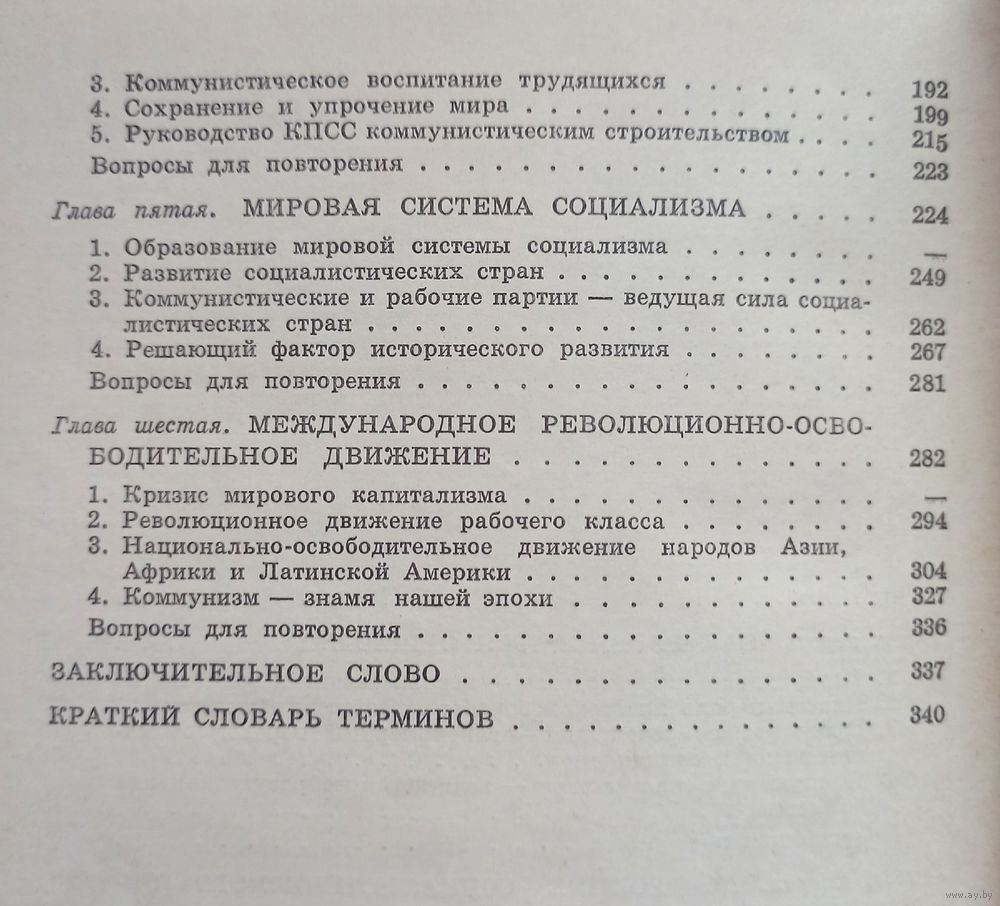 3. Коммунистическое воспитание трудящихся . . . . . . . . 192
4. Сохранение и упрочение мира . . . . . . . . . . . . . . 199
5. Руководство КПСС коммунистическим строительством . . . . 215
Вопросы для повторения . . . . . . . . . . . . . . . . . . 223
Глава пятая. МИРОВАЯ СИСТЕМА СОЦИАЛИЗМА . . . . . 224
1. Образование мировой системы социализма . . . . . . . . —
2. Развитие социалистических стран . . . . . . . . . . . . . 249
3. Коммунистические и рабочие партии — ведущая сила социа-
листических стран . . . . . . . . . . . . . . . . . . . . 262
4. Решающий фактор исторического развития . . . . . . . . 267
Вопросы для повторения . . . . . . . . . . . . . . . . . . 281
Глава шестая. МЕЖДУНАРОДНОЕ РЕВОЛЮЦИОННО-ОСВО-
БОДИТЕЛЬНОЕ ДВИЖЕНИЕ . . . . . . . . . . . . . . 282
1. Кризис мирового капитализма . . . . . . . . . . . . . . —
2. Революционное движение рабочего класса . . . . . . . . 294
3. Национально-освободительное движение народов Азии,
Африки и Латинской Америки . . . . . . . . . . . . . . 304
4. Коммунизм — знамя нашей эпохи . . . . . . . . . . . . 327
Вопросы для повторения . . . . . . . . . . . . . . . . . . 336
ЗАКЛЮЧИТЕЛЬНОЕ СЛОВО . . . . . . . . . . . . . . . . 337
КРАТКИЙ СЛОВАРЬ ТЕРМИНОВ . . . . . . . . . . . . . . 340
www.ay.by